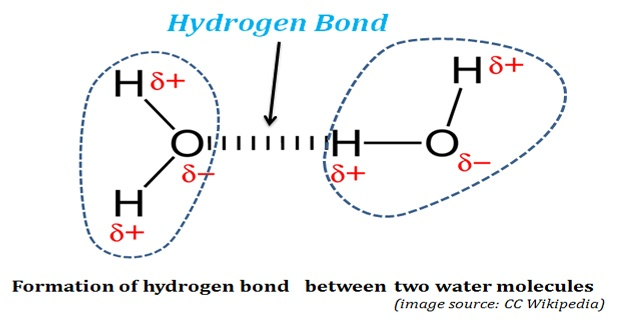 Hydrogen Bond
H δ+
H δ+
O
H
O
δ−
δ+
δ−
H
δ+
Formation of hydrogen bond between two water molecules
(image source: CC Wikipedia)